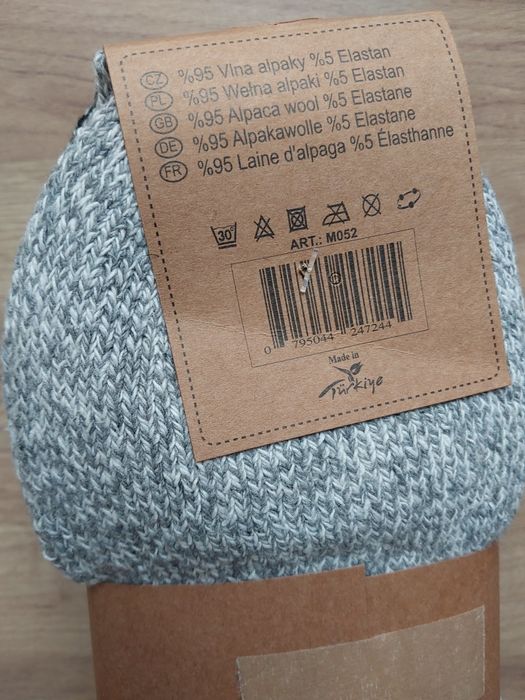 CZ %95 Vlna alpaky %5 Elastan
PL %95 Wełna alpaki %5 Elastan
GB %95 Alpaca wool %5 Elastane
DE %95 Alpakawolle %5 Elastane
FR %95 Laine d'alpaga %5 Élasthanne
30°
ART.: M052
0 795044 247244
Made in
Türkiye